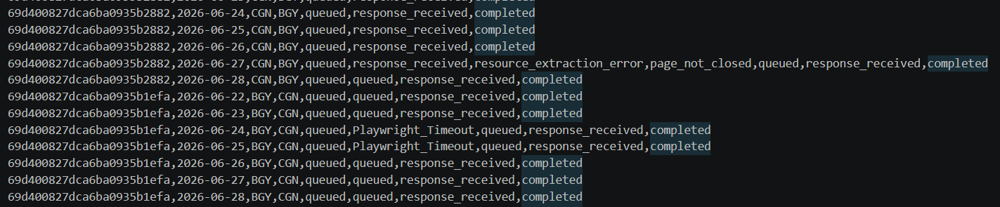 69d400827dca6ba0935b2882,2026-06-24,CGN,BGY,queued,response_received,completed
69d400827dca6ba0935b2882,2026-06-25,CGN,BGY,queued,response_received,completed
69d400827dca6ba0935b2882,2026-06-26,CGN,BGY,queued,response_received,completed
69d400827dca6ba0935b2882,2026-06-27,CGN,BGY,queued,response_received,resource_extraction_error,page_not_closed,queued,response_received,completed
69d400827dca6ba0935b2882,2026-06-28,CGN,BGY,queued,queued,response_received,completed
69d400827dca6ba0935b1efa,2026-06-22,BGY,CGN,queued,queued,response_received,completed
69d400827dca6ba0935b1efa,2026-06-23,BGY,CGN,queued,queued,response_received,completed
69d400827dca6ba0935b1efa,2026-06-24,BGY,CGN,queued,Playwright_Timeout,queued,response_received,completed
69d400827dca6ba0935b1efa,2026-06-25,BGY,CGN,queued,Playwright_Timeout,queued,response_received,completed
69d400827dca6ba0935b1efa,2026-06-26,BGY,CGN,queued,queued,response_received,completed
69d400827dca6ba0935b1efa,2026-06-27,BGY,CGN,queued,queued,response_received,completed
69d400827dca6ba0935b1efa,2026-06-28,BGY,CGN,queued,queued,response_received,completed